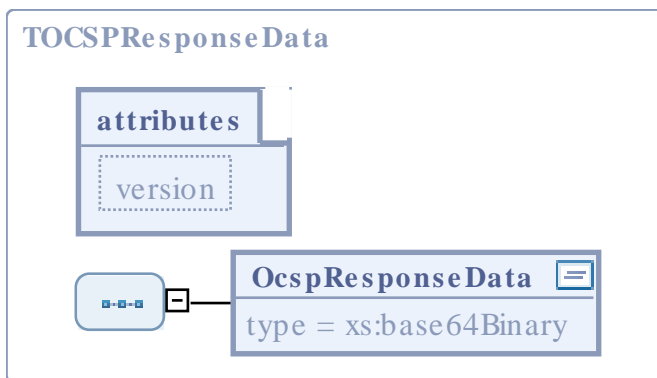 TOCSPResponseData
attributes
version
OcspResponseData
type = xs:base64Binary